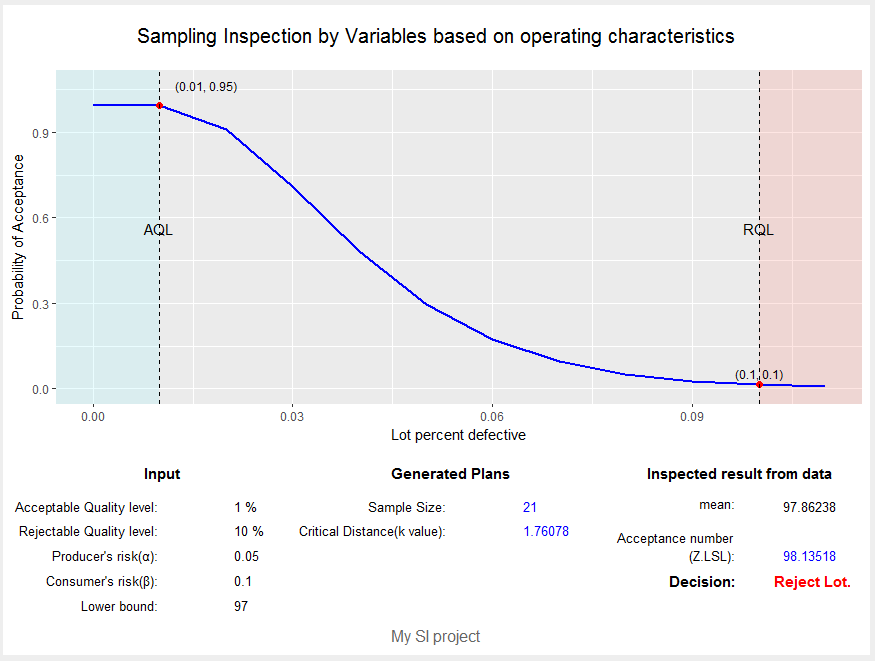 Sampling Inspection by Variables based on operating characteristics
(0.01, 0.95)
0.9
0.6
0.3
0.0
Probability of Acceptance
AQL
RQL
(0.1, 0.1)
0.00
0.03
0.06
0.09
Lot percent defective
Input
Acceptable Quality level: 1 %
Rejectable Quality level: 10 %
Producer's risk(α): 0.05
Consumer's risk(β): 0.1
Lower bound: 97
Generated Plans
Sample Size: 21
Critical Distance(k value): 1.76078
Inspected result from data
mean: 97.86238
Acceptance number
(Z.LSL): 98.13518
Decision: Reject Lot.
My SI project